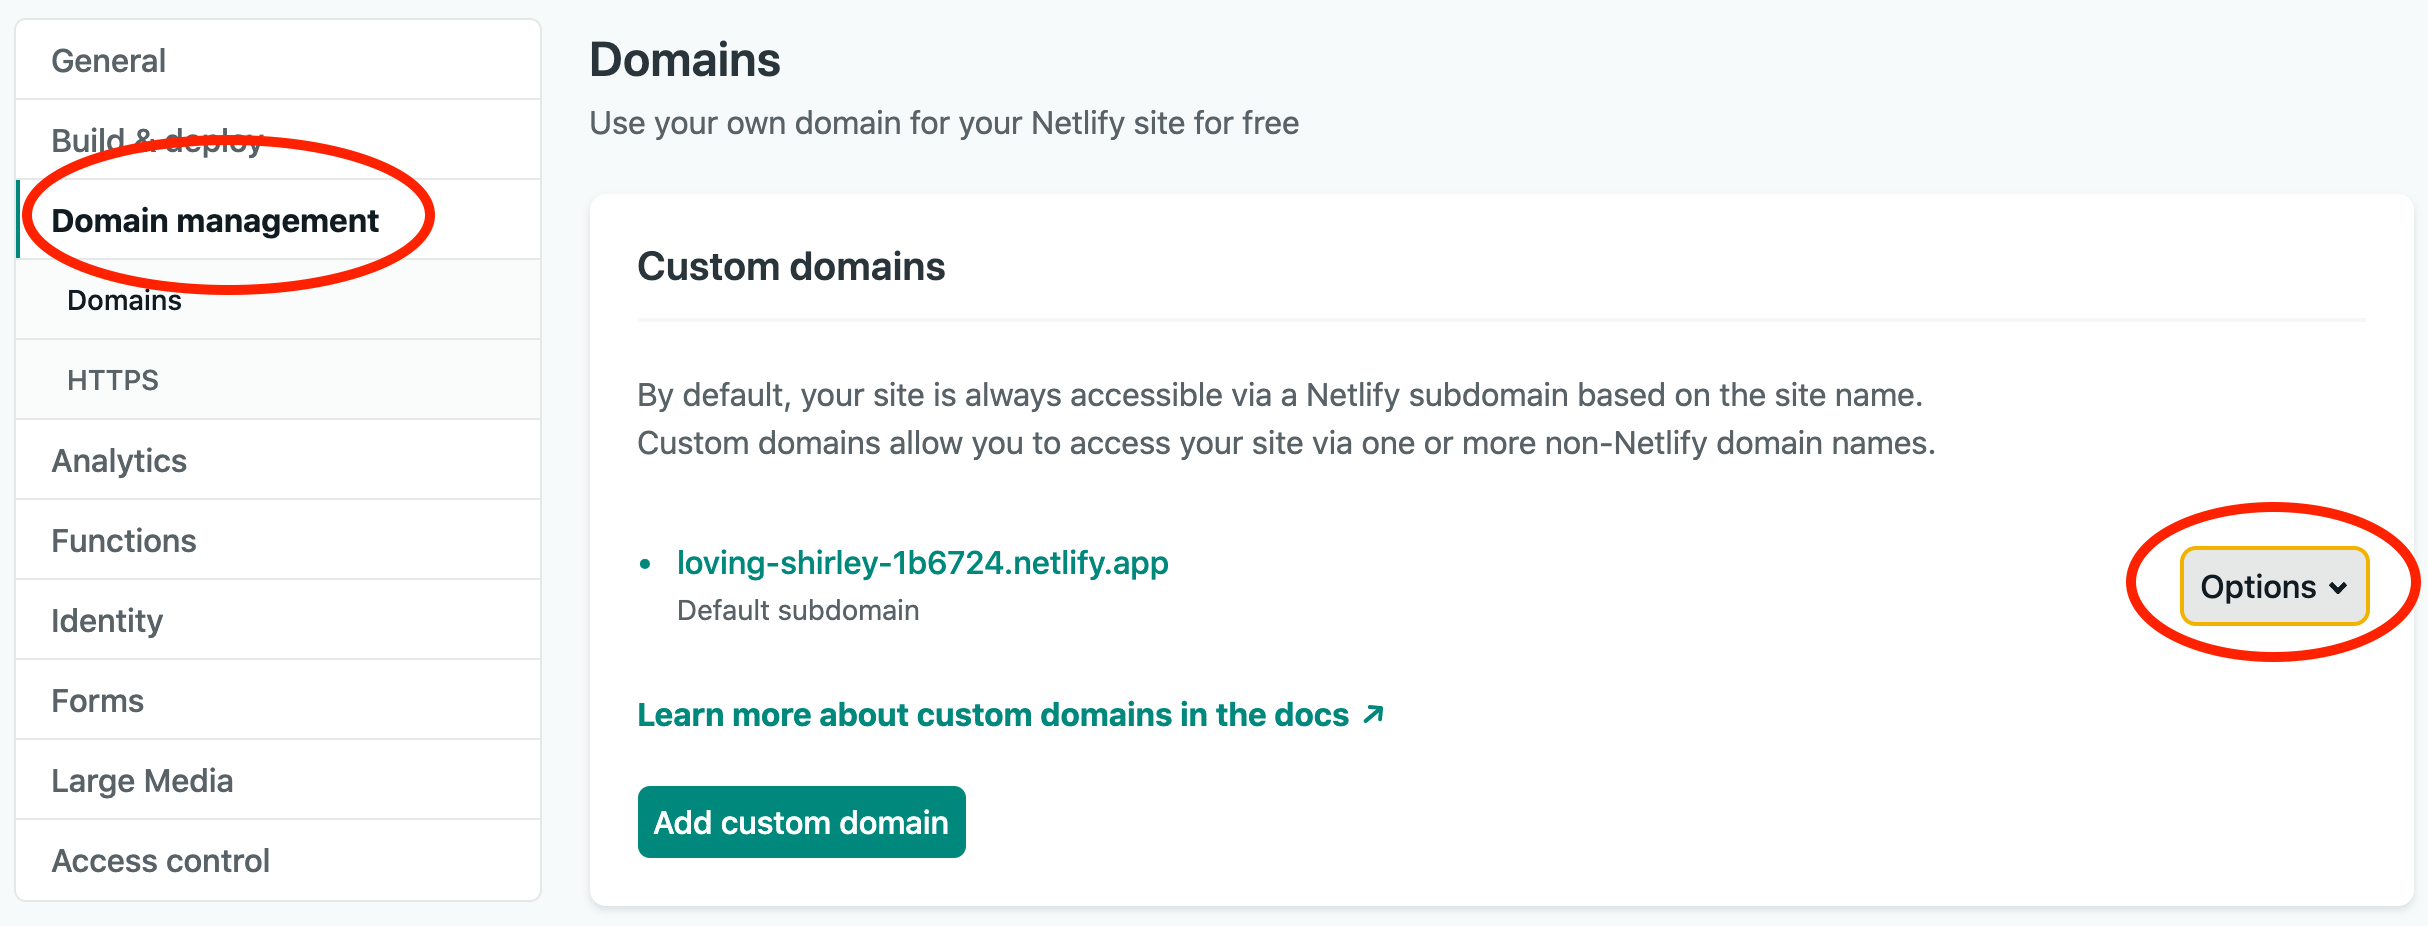 General
Build & deploy
Domain management
Domains
HTTPS
Analytics
Functions
Identity
Forms
Large Media
Access control
Domains
Use your own domain for your Netlify site for free
Custom domains
By default, your site is always accessible via a Netlify subdomain based on the site name.
Custom domains allow you to access your site via one or more non-Netlify domain names.
• loving-shirley-1b6724.netlify.app
Default subdomain
Options
Learn more about custom domains in the docs ↗
Add custom domain